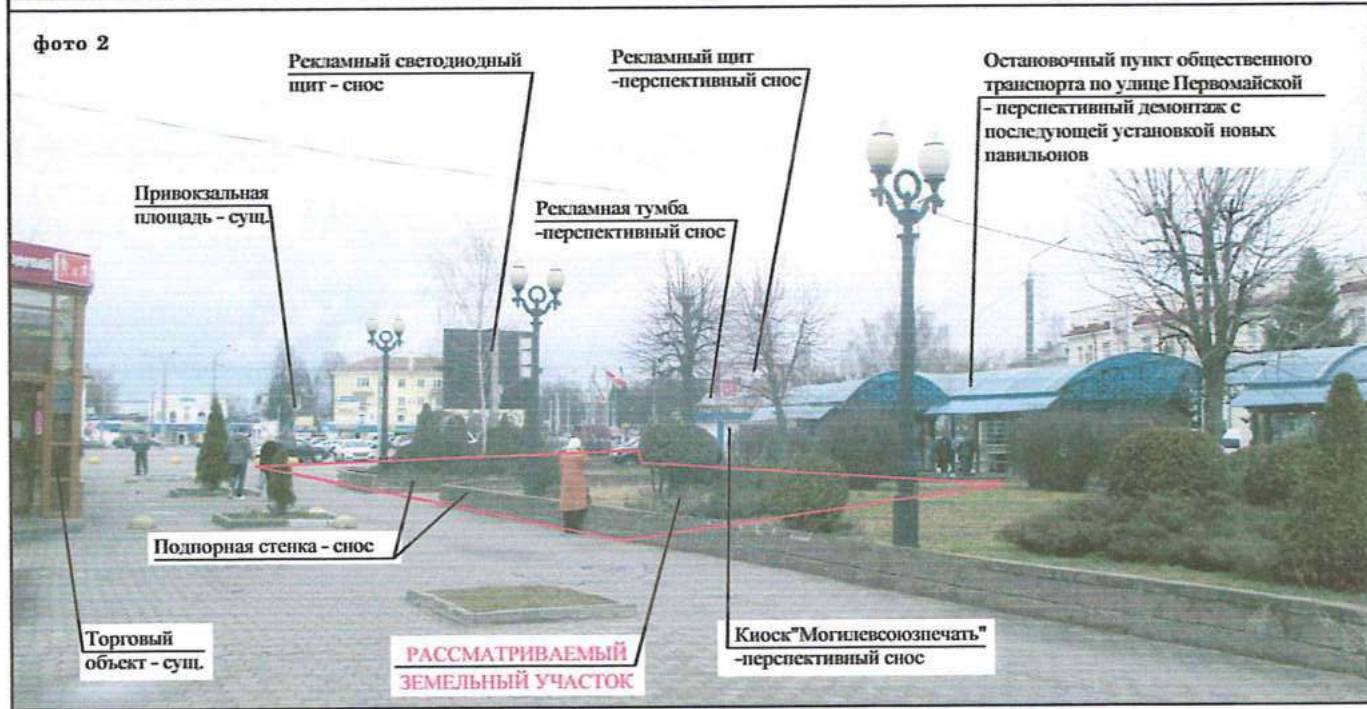 фото 2
Рекламный светодиодный
щит - снос
Рекламный щит
-перспективный снос
Остановочный пункт общественного
транспорта по улице Первомайской
- перспективный демонтаж с
последующей установкой новых
павильонов
Привокзальная
площадь - сущ.
Рекламная тумба
-перспективный снос
Подпорная стенка - снос
Торговый
объект - сущ.
РАССМАТРИВАЕМЫЙ
ЗЕМЕЛЬНЫЙ УЧАСТОК
Киоск"Могилевсоюзпечать"
-перспективный снос